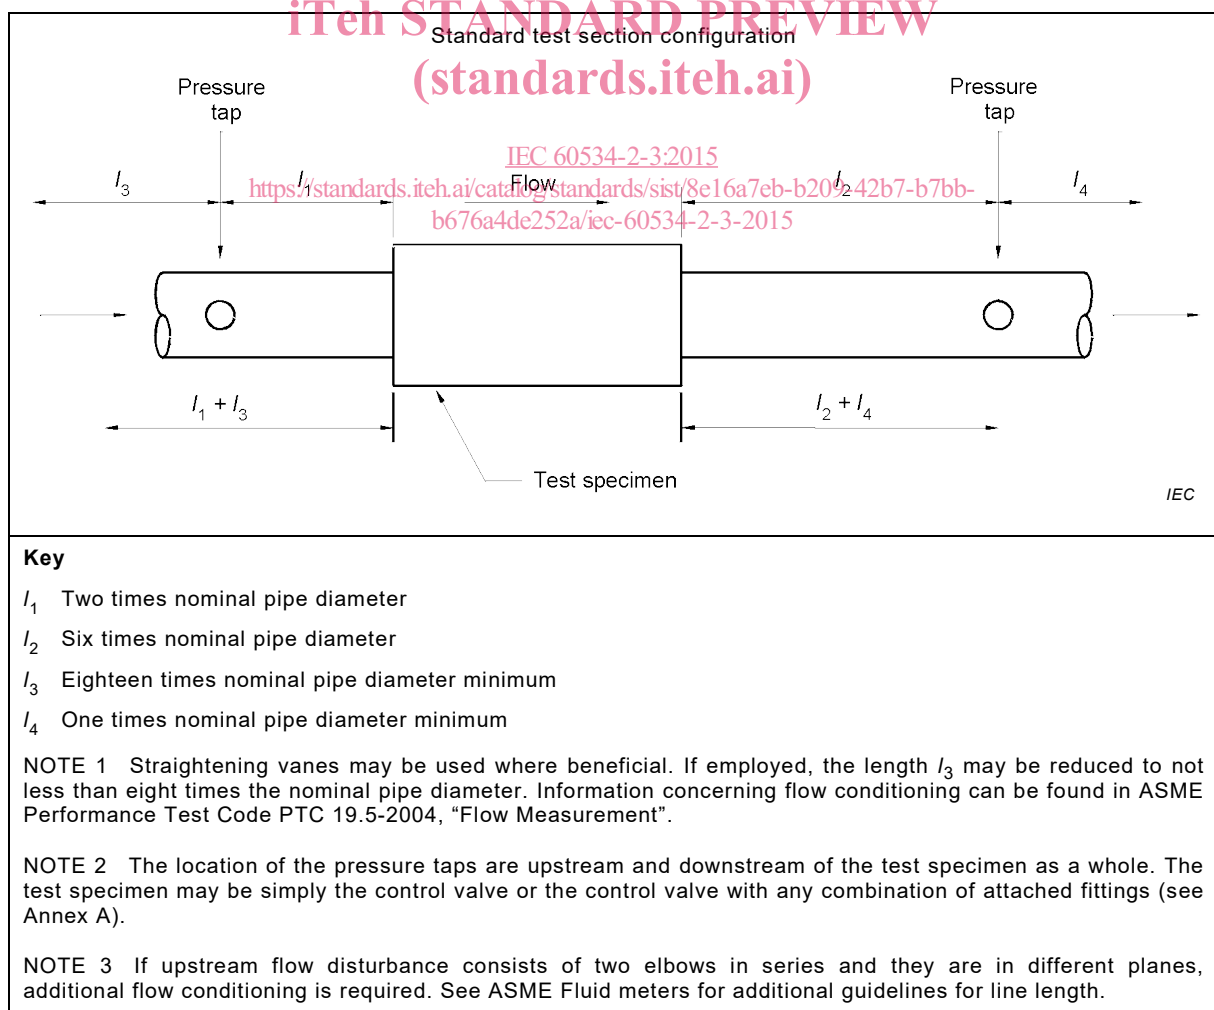 iTeh STANDARD PREVIEW
Standard test section configuration
(standards.iteh.ai)
Pressure
tap
Pressure
tap
IEC 60534-2-3:2015
l3
l1
https://standards.iteh.ai/catalog/standards/sist/8e16a7eb-b209-42b7-b7bb-
Flow
l2
l4
b676a4de252a/iec-60534-2-3-2015
l1 + l3
l2 + l4
Test specimen
IEC
Key
l1 Two times nominal pipe diameter
l2 Six times nominal pipe diameter
l3 Eighteen times nominal pipe diameter minimum
l4 One times nominal pipe diameter minimum
NOTE 1 Straightening vanes may be used where beneficial. If employed, the length l3 may be reduced to not
less than eight times the nominal pipe diameter. Information concerning flow conditioning can be found in ASME
Performance Test Code PTC 19.5-2004, “Flow Measurement”.
NOTE 2 The location of the pressure taps are upstream and downstream of the test specimen as a whole. The
test specimen may be simply the control valve or the control valve with any combination of attached fittings (see
Annex A).
NOTE 3 If upstream flow disturbance consists of two elbows in series and they are in different planes,
additional flow conditioning is required. See ASME Fluid meters for additional guidelines for line length.